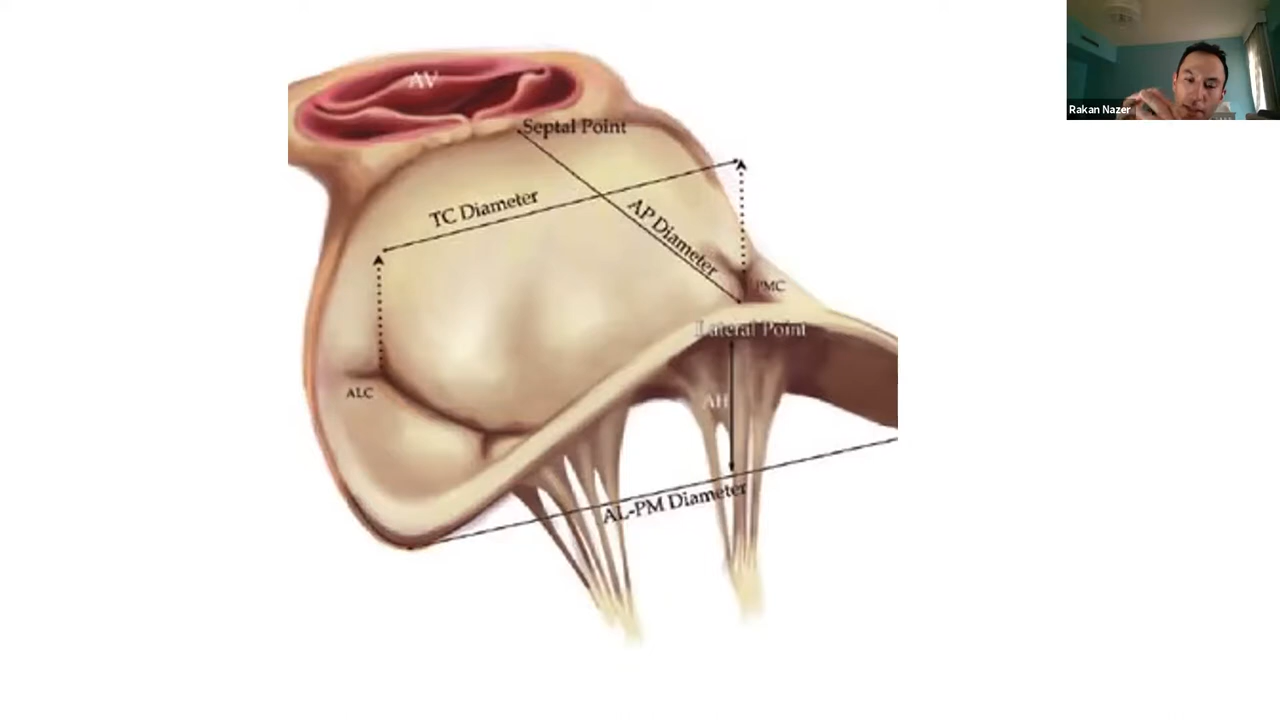 AV
Rakan Nazer
Septal Point
TC Diameter
AP Diameter
PMC
Lateral Point
ALC
AH
AL-PM Diameter